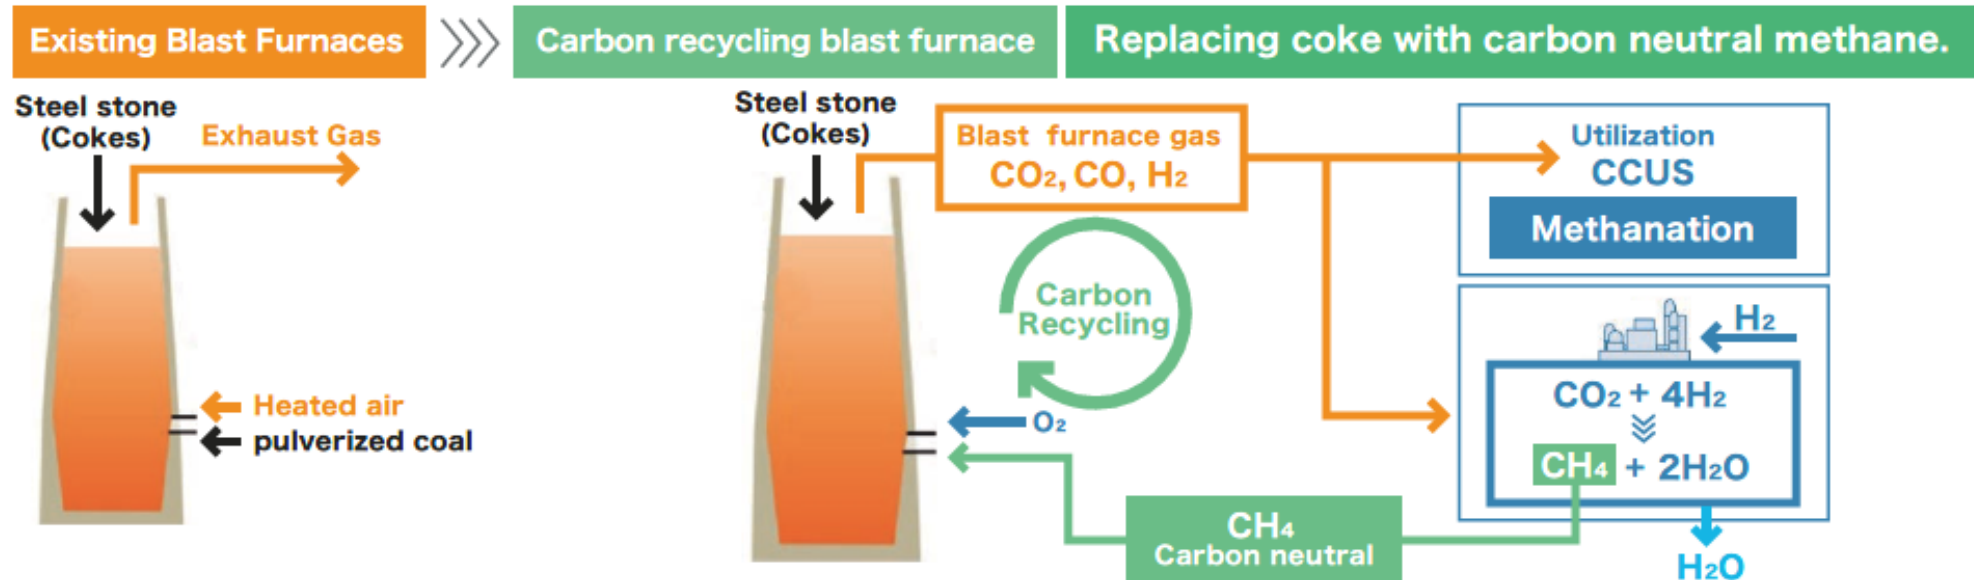 Existing Blast Furnaces
Carbon recycling blast furnace
Replacing coke with carbon neutral methane.
Steel stone
(Cokes)
Exhaust Gas
Heated air
pulverized coal
Steel stone
(Cokes)
Blast furnace gas
CO₂, CO, H₂
Carbon
Recycling
O₂
CH₄
Carbon neutral
Utilization
CCUS
Methanation
H₂
CO₂ + 4H₂
CH₄ + 2H₂O
H₂O